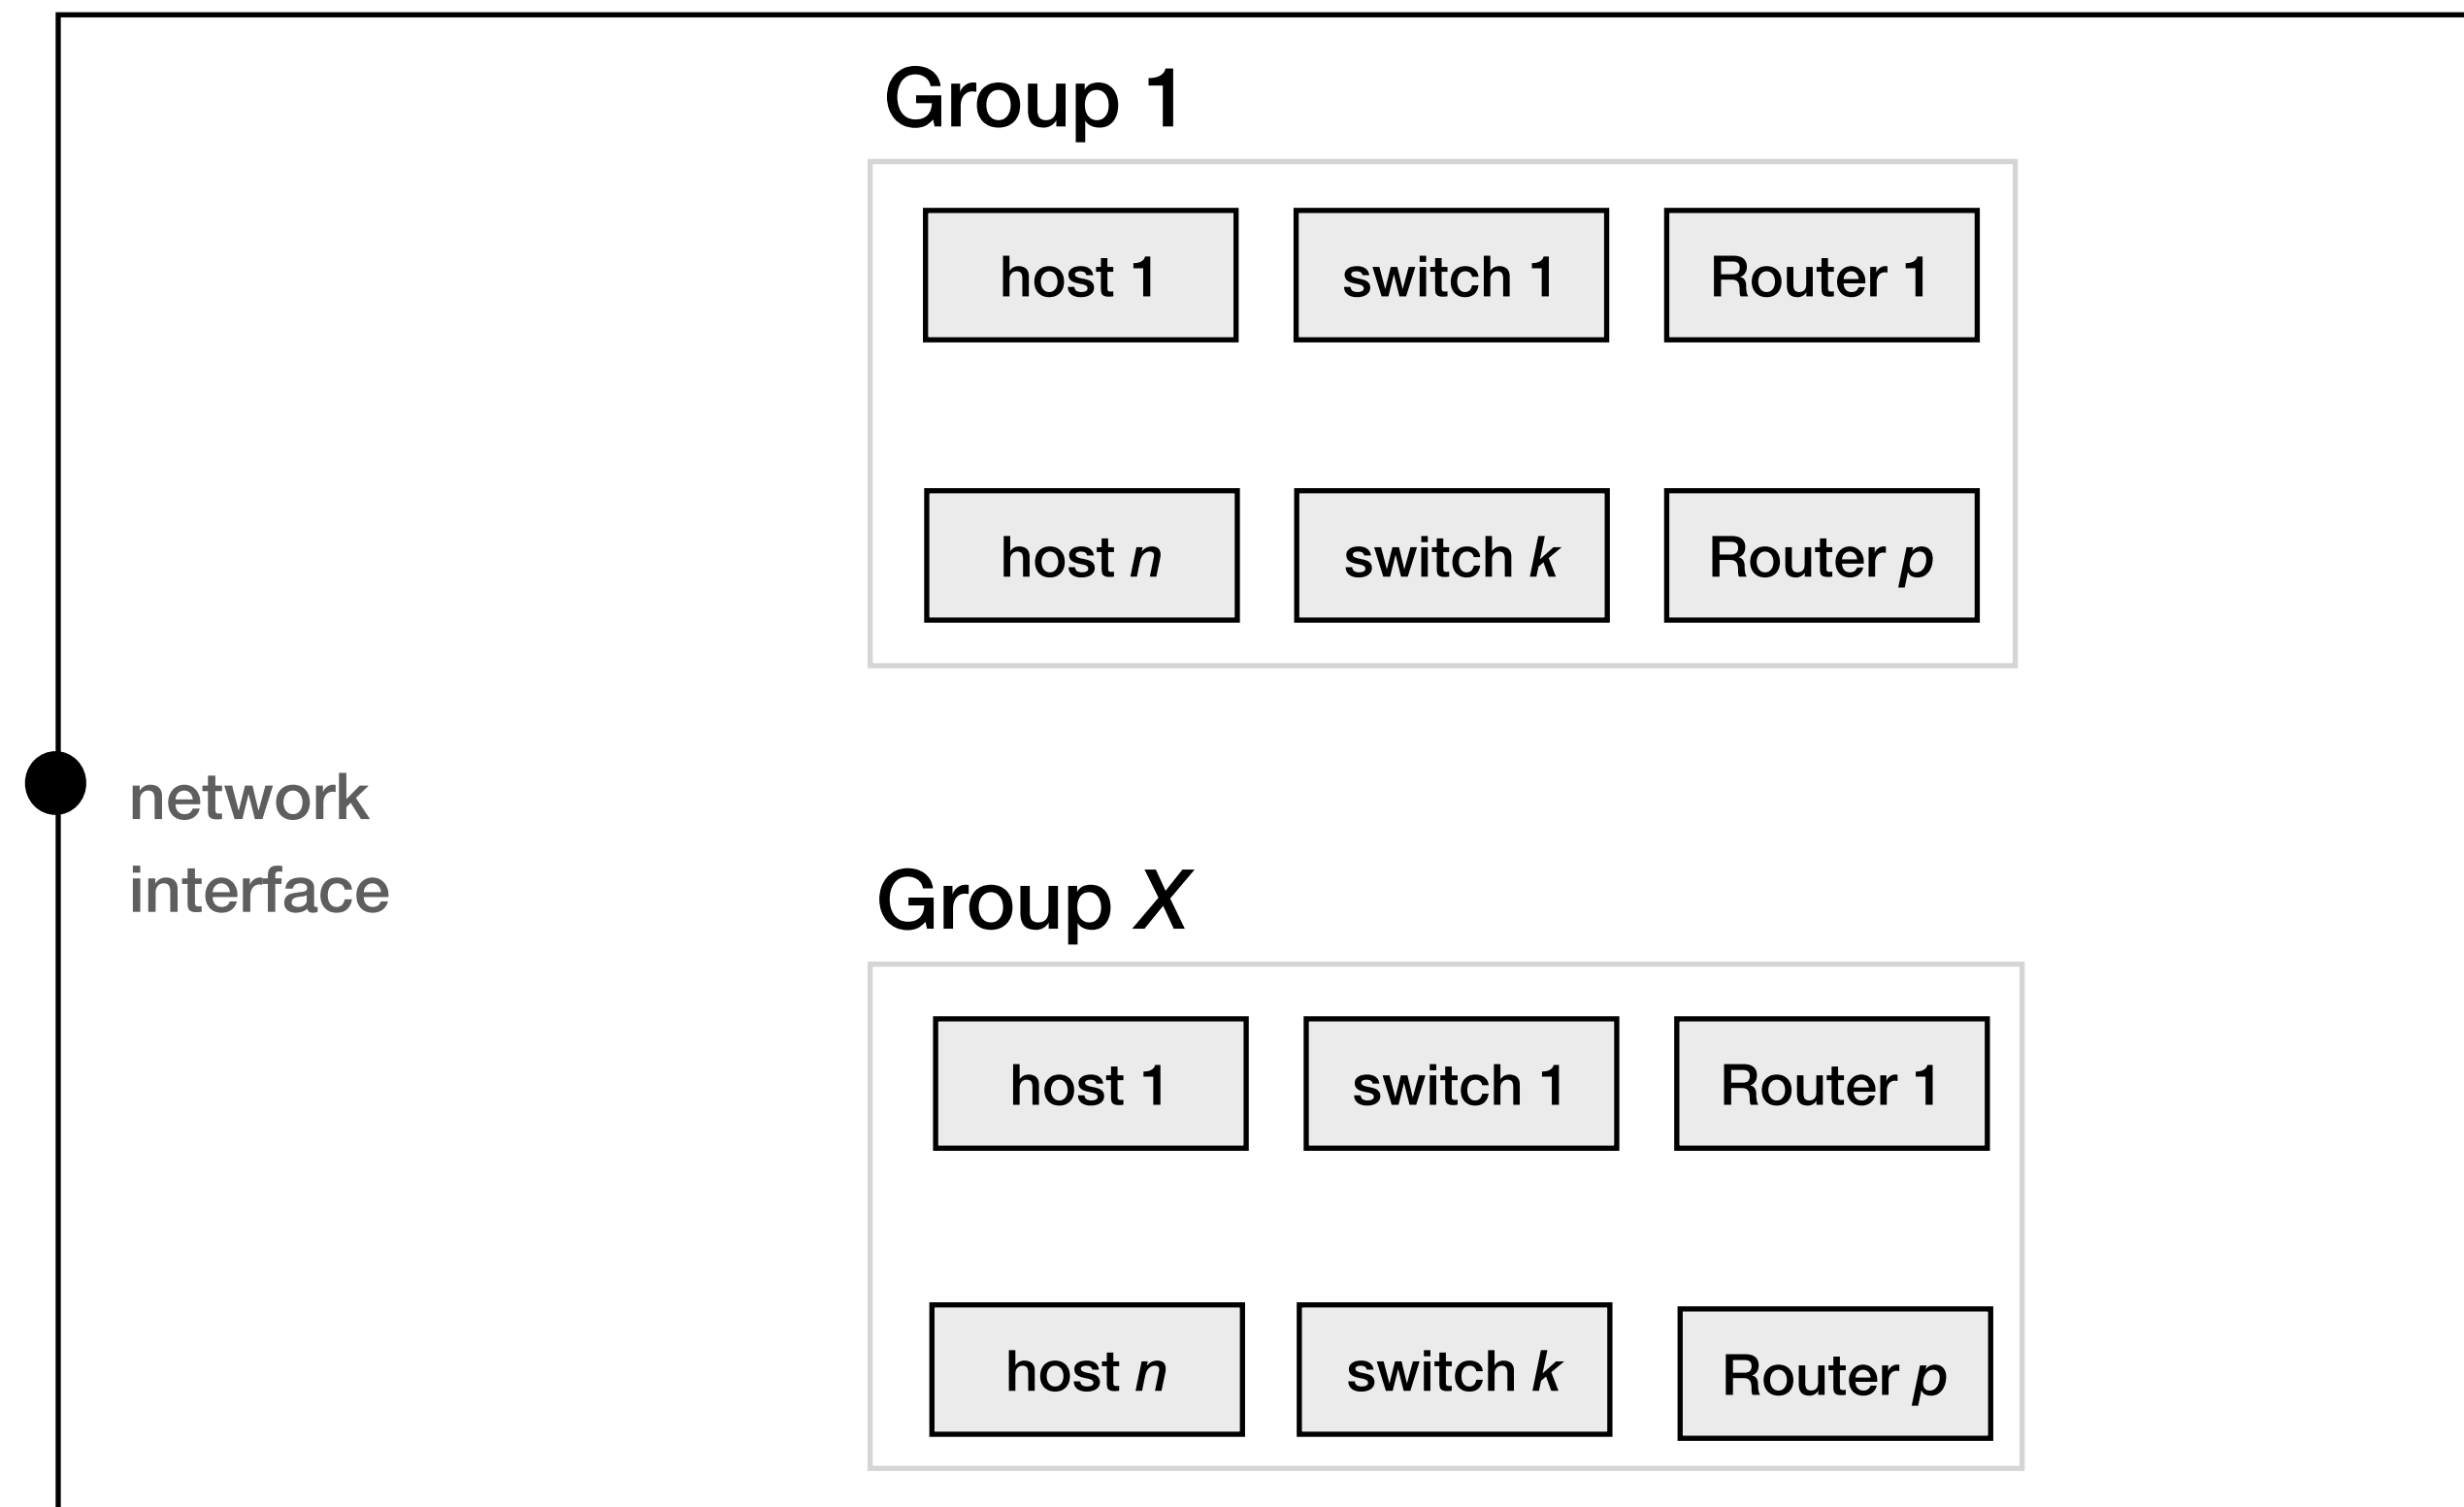 Group 1
host 1
switch 1
Router 1
host n
switch k
Router p
network
interface
Group X
host 1
switch 1
Router 1
host n
switch k
Router p